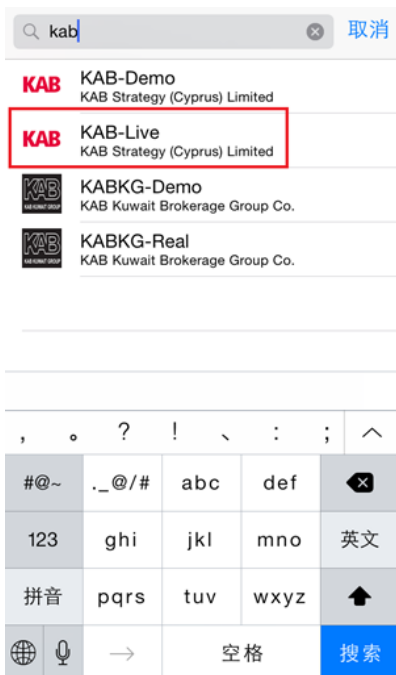 kab 取消
KAB KAB-Demo
KAB Strategy (Cyprus) Limited
KAB KAB-Live
KAB Strategy (Cyprus) Limited
KAB KABKG-Demo
KAB Kuwait Brokerage Group Co.
KAB KABKG-Real
KAB Kuwait Brokerage Group Co.
, 。 ? ! 、 : ;
#@~ ._@/# abc def
123 ghi jkl mno 英文
拼音 pqrs tuv wxyz
空格 搜索